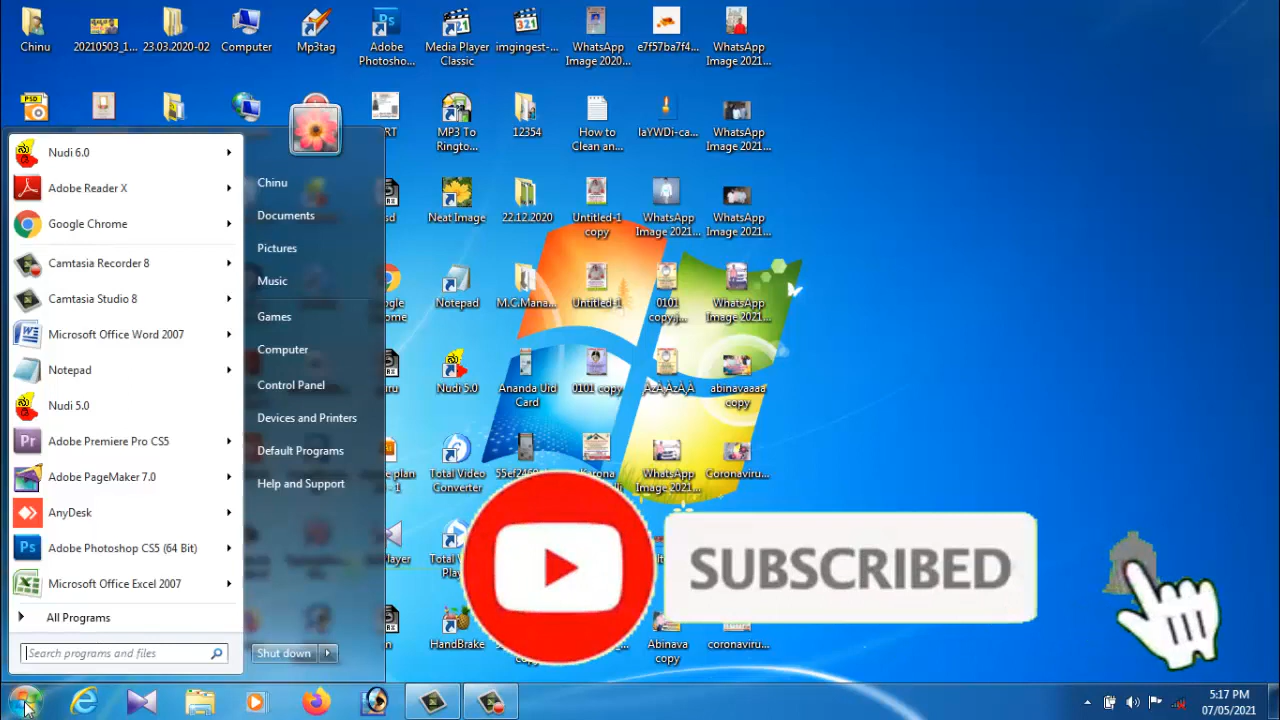 Chinu
20210503_1...
23.03.2020-02
Computer
Mp3tag
Adobe
Photosho...
Media Player
Classic
imgingest-...
WhatsApp
Image 2020...
e7f57ba7f4...
WhatsApp
Image 2021...
MP3 To
Ringto...
12354
How to
Clean an...
laYWDi-ca...
WhatsApp
Image 2021...
Neat Image
22.12.2020
Untitled-1
copy
WhatsApp
Image 2021...
WhatsApp
Image 2021...
Notepad
M.C.Mana...
Untitled-1
0101
copy,j...
WhatsApp
Image 2021...
Nudi 5.0
Ananda Uid
Card
0101 copy
AzA¸AzA¸A
abinavaaaa
copy
Total Video
Converter
WhatsApp
Image 2021...
Coronaviru...
HandBrake
Abinava
copy
coronaviru...
Nudi 6.0
Adobe Reader X
Google Chrome
Camtasia Recorder 8
Camtasia Studio 8
Microsoft Office Word 2007
Notepad
Nudi 5.0
Adobe Premiere Pro CS5
Adobe PageMaker 7.0
AnyDesk
Adobe Photoshop CS5 (64 Bit)
Microsoft Office Excel 2007
All Programs
Search programs and files
Chinu
Documents
Pictures
Music
Games
Computer
Control Panel
Devices and Printers
Default Programs
Help and Support
Shut down
SUBSCRIBED
5:17 PM
07/05/2021